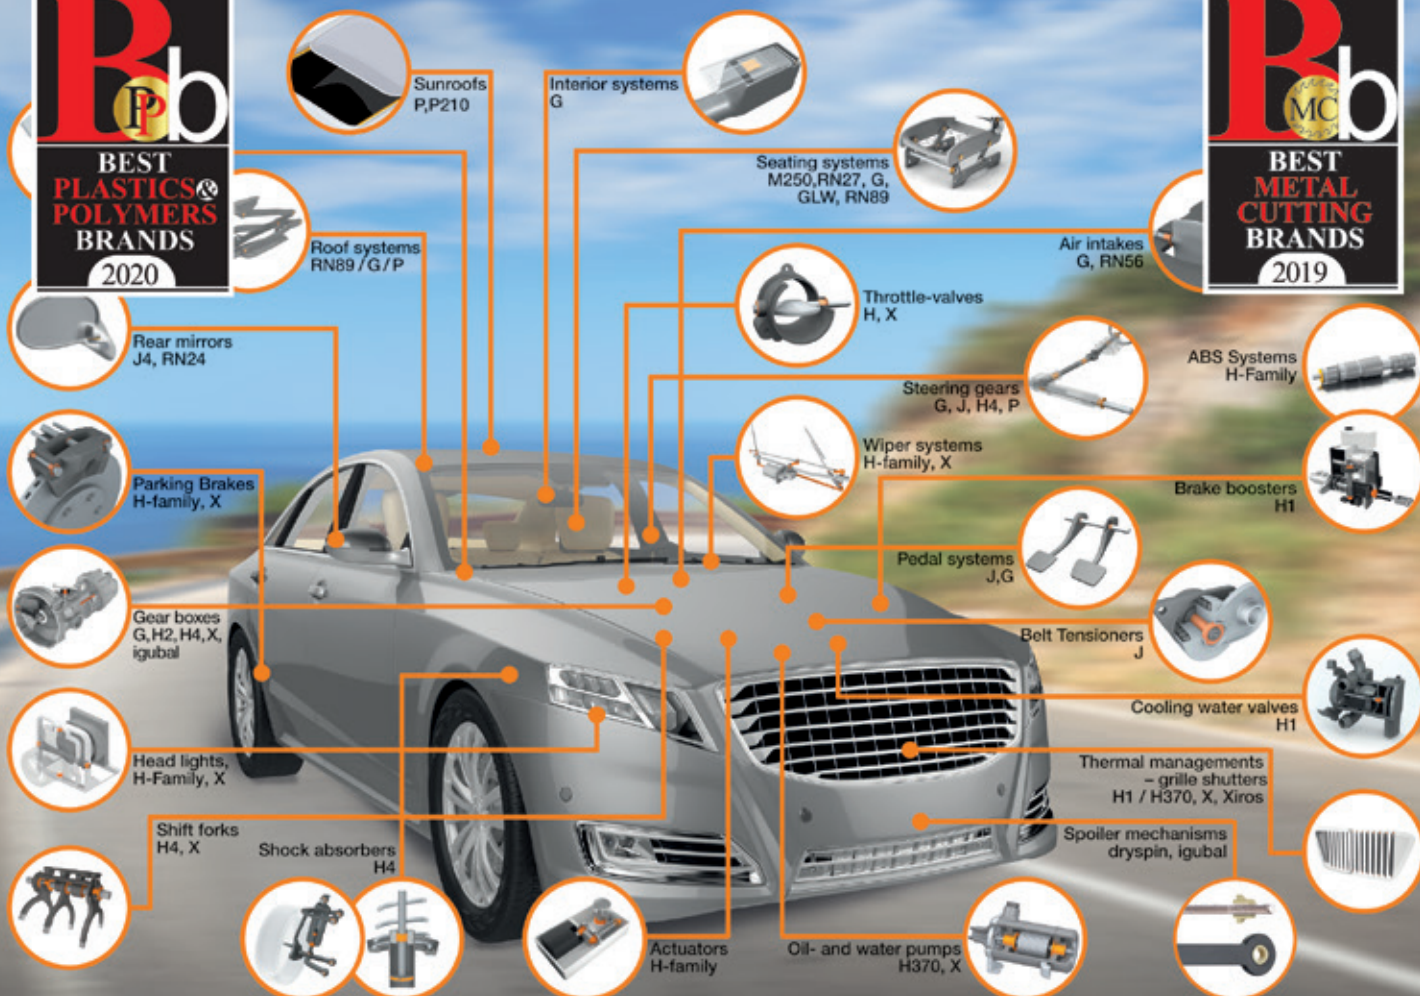 B b
PP
BEST
PLASTICS&
POLYMERS
BRANDS
2020
Sunroofs
P,P210
Interior systems
G
Seating systems
M250,RN27, G,
GLW, RN89
B b
MC
BEST
METAL
CUTTING
BRANDS
2019
Roof systems
RN89/G/P
Air intakes
G, RN56
Throttle-valves
H, X
Rear mirrors
J4, RN24
ABS Systems
H-Family
Steering gears
G, J, H4, P
Wiper systems
H-family, X
Parking Brakes
H-family, X
Brake boosters
H1
Pedal systems
J,G
Gear boxes
G,H2,H4,X,
igubal
Belt Tensioners
J
Cooling water valves
H1
Head lights,
H-Family, X
Thermal managements
– grille shutters
H1 / H370, X, Xiros
Shift forks
H4, X
Shock absorbers
H4
Spoiler mechanisms
dryspin, igubal
Actuators
H-family
Oil- and water pumps
H370, X